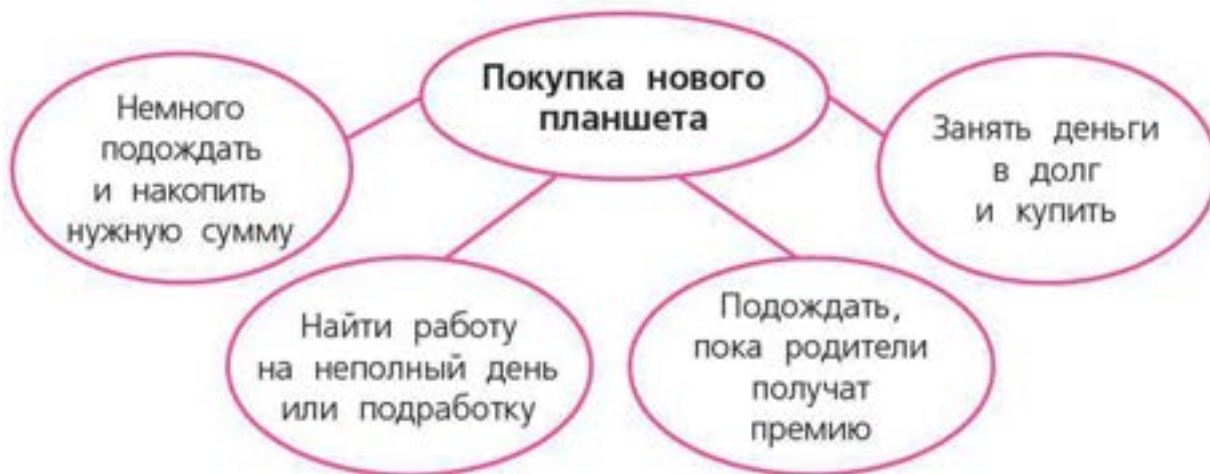 Покупка нового
планшета
Немного
подождать
и накопить
нужную сумму
Занять деньги
в долг
и купить
Найти работу
на неполный день
или подработку
Подождать,
пока родители
получат
премию